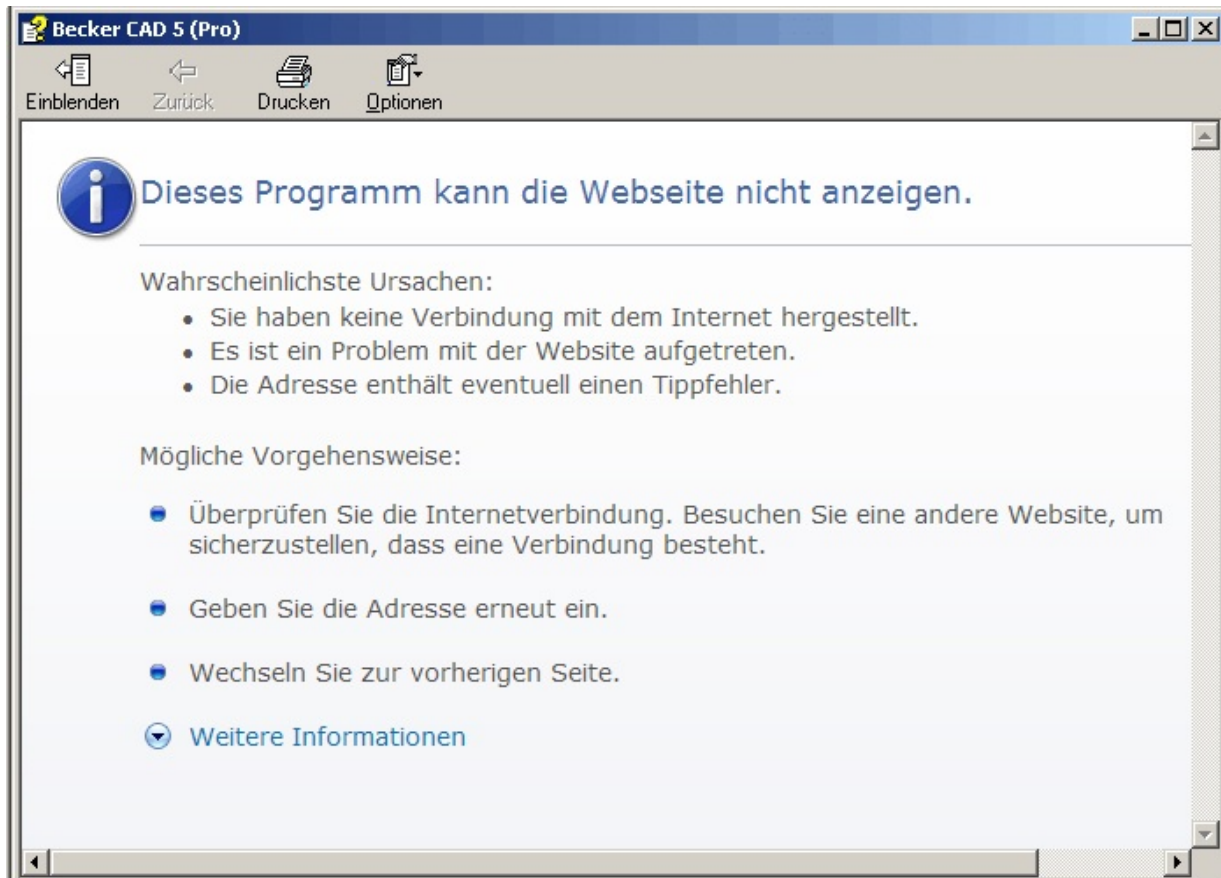 Becker CAD 5 (Pro)
Einblenden Zurück Drucken Optionen
Dieses Programm kann die Webseite nicht anzeigen.
Wahrscheinlichste Ursachen:
• Sie haben keine Verbindung mit dem Internet hergestellt.
• Es ist ein Problem mit der Website aufgetreten.
• Die Adresse enthält eventuell einen Tippfehler.
Mögliche Vorgehensweise:
Überprüfen Sie die Internetverbindung. Besuchen Sie eine andere Website, um
sicherzustellen, dass eine Verbindung besteht.
Geben Sie die Adresse erneut ein.
Wechseln Sie zur vorherigen Seite.
Weitere Informationen